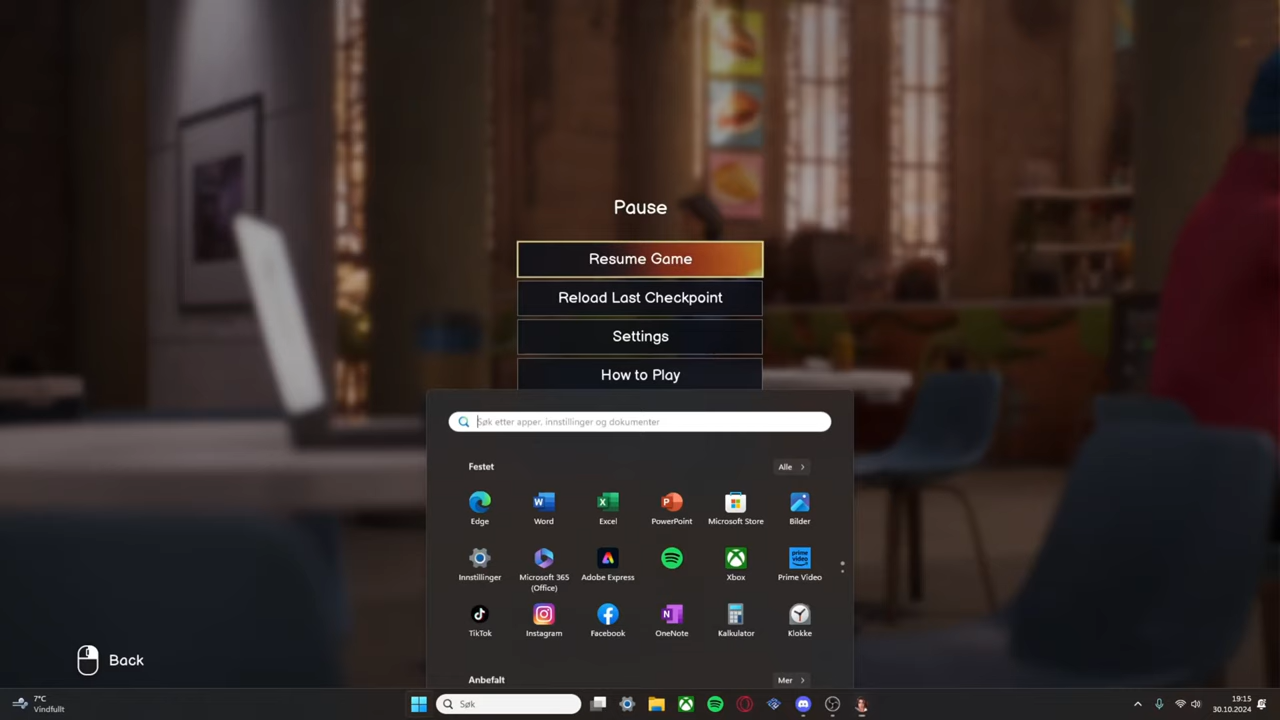 Pause
Resume Game
Reload Last Checkpoint
Settings
How to Play
Søk etter apper, innstillinger og dokumenter
Festet
Alle
Edge
Word
Excel
PowerPoint
Microsoft Store
Bilder
prime video
Innstillinger
Microsoft 365
(Office)
Adobe Express
Xbox
Prime Video
TikTok
Instagram
Facebook
OneNote
Kalkulator
Klokke
Anbefalt
Mer
Back
7°C
Vindfullt
Søk
19:15
30.10.2024